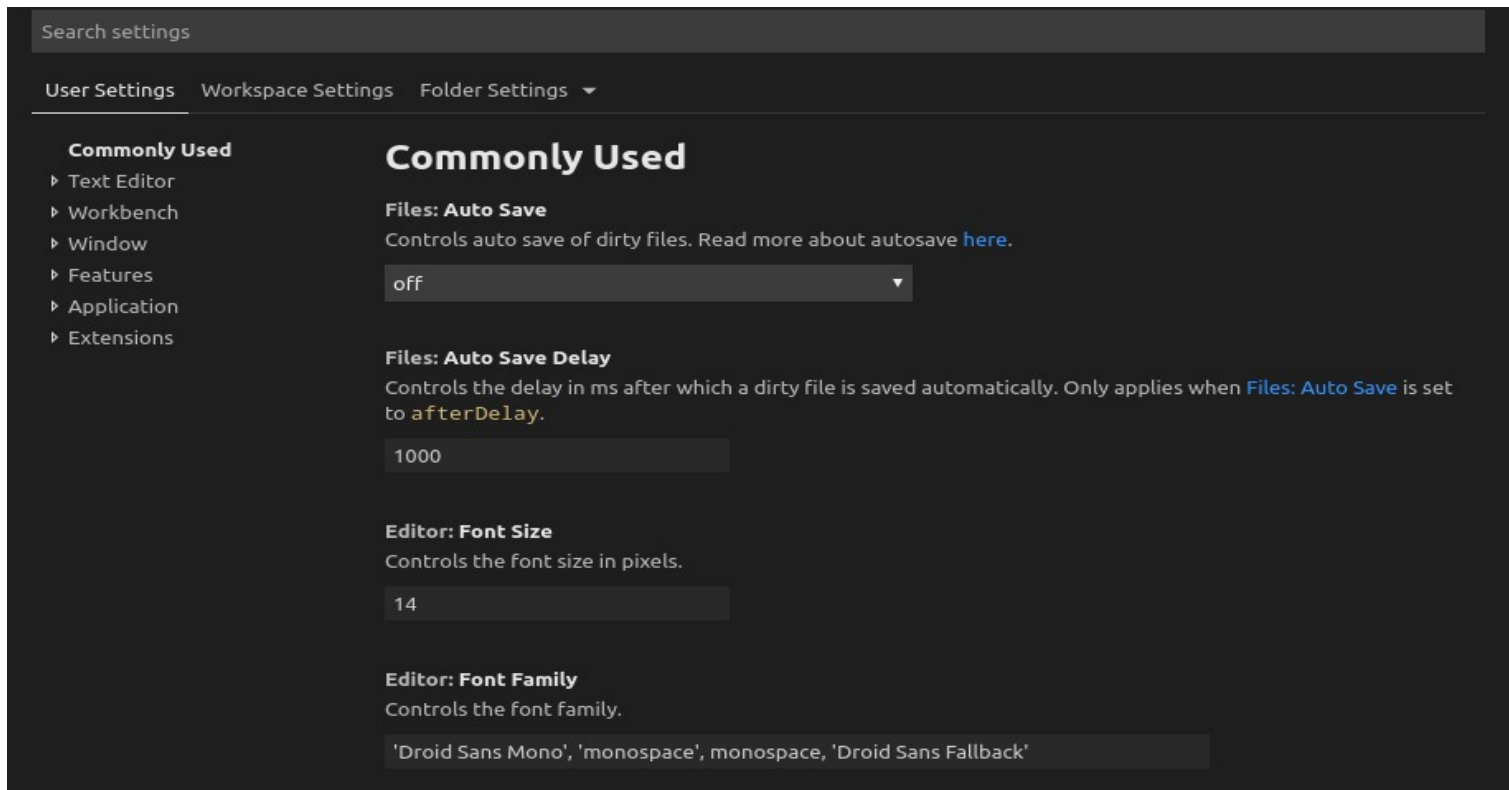 Search settings
User Settings Workspace Settings Folder Settings
Commonly Used
Text Editor
Workbench
Window
Features
Application
Extensions
Commonly Used
Files: Auto Save
Controls auto save of dirty files. Read more about autosave here.
off
Files: Auto Save Delay
Controls the delay in ms after which a dirty file is saved automatically. Only applies when Files: Auto Save is set
to afterDelay.
1000
Editor: Font Size
Controls the font size in pixels.
14
Editor: Font Family
Controls the font family.
'Droid Sans Mono', 'monospace', monospace, 'Droid Sans Fallback'